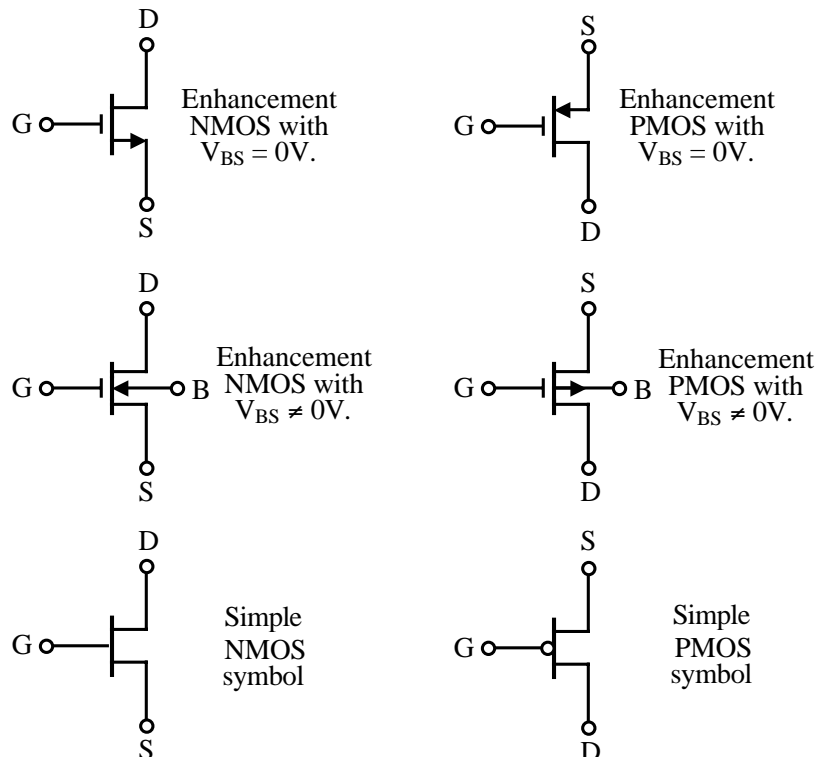 D
G
Enhancement
NMOS with
V_BS = 0V.
S
S
G
Enhancement
PMOS with
V_BS = 0V.
D
D
G
B
Enhancement
NMOS with
V_BS ≠ 0V.
S
S
G
B
Enhancement
PMOS with
V_BS ≠ 0V.
D
D
G
Simple
NMOS
symbol
S
S
G
Simple
PMOS
symbol
D